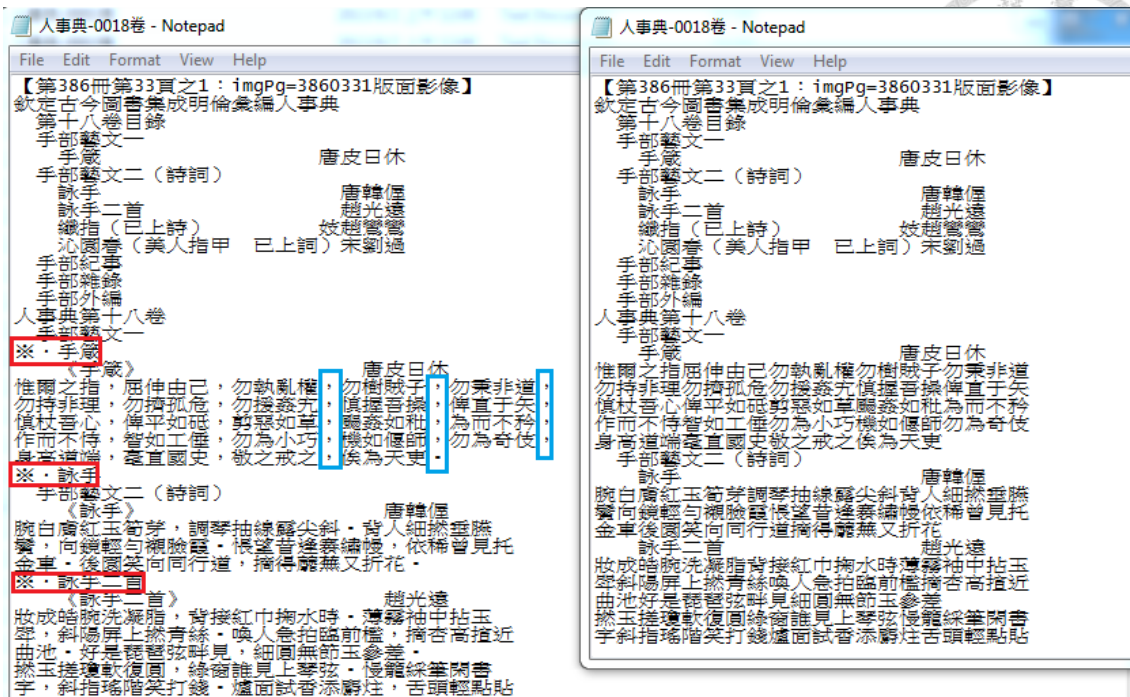 人事典-0018卷 - Notepad
File Edit Format View Help
【第386冊第33頁之1：imgPg=3860331版面影像】
欽定古今圖書集成明倫彙編人事典
第十八卷目錄
手部藝文一
手箴 唐皮日休
手部藝文二（詩詞）
詠手 唐韓偓
詠手二首 趙光遠
纖指（已上詩） 妓趙鸞鸞
沁園春（美人指甲 已上詞）宋劉過
手部紀事
手部雜錄
手部外編
人事典第十八卷
手部藝文一
※．手箴
《手箴》 唐皮日休
惟爾之指，屈伸由己，勿執亂權，勿樹賊子，勿秉非道，
勿持非理，勿擠孤危，勿援姦宄，慎握吾操，俾直于矢，
慎杖吾心，俾平如砥，剪惡如草，颺姦如秕，為而不矜，
作而不恃，智如工倕，勿為小巧，機如偃師，勿為奇伎，
身高道端，毫直國史，敬之戒之，俟為天吏．
※．詠手
手部藝文二（詩詞）
《詠手》 唐韓偓
腕白膚紅玉筍芽，調琴抽線露尖斜．背人細撚垂臙
鬢，向鏡輕勻襯臉霞．悵望昔逢褰繡幔，依稀曾見托
金車．後園笑向同行道，摘得蘼蕪又折花．
※．詠手二首
《詠手二首》 趙光遠
妝成皓腕洗凝脂，背接紅巾掬水時．薄霧袖中拈玉
斝，斜陽屏上撚青絲．喚人急拍臨前檻，摘杏高揎近
曲池．好是琵琶弦畔見，細圓無節玉參差．
撚玉搓瓊軟復圓，綠窗誰見上琴弦．慢籠綵筆閑書
字，斜指瑤階笑打錢．爐面試香添麝炷，舌頭輕點貼
人事典-0018卷 - Notepad
File Edit Format View Help
【第386冊第33頁之1：imgPg=3860331版面影像】
欽定古今圖書集成明倫彙編人事典
第十八卷目錄
手部藝文一
手箴 唐皮日休
手部藝文二（詩詞）
詠手 唐韓偓
詠手二首 趙光遠
纖指（已上詩） 妓趙鸞鸞
沁園春（美人指甲 已上詞）宋劉過
手部紀事
手部雜錄
手部外編
人事典第十八卷
手部藝文一
手箴 唐皮日休
惟爾之指屈伸由己勿執亂權勿樹賊子勿秉非道
勿持非理勿擠孤危勿援姦宄慎握吾操俾直于矢
慎杖吾心俾平如砥剪惡如草颺姦如秕為而不矜
作而不恃智如工倕勿為小巧機如偃師勿為奇伎
身高道端毫直國史敬之戒之俟為天吏
手部藝文二（詩詞）
詠手 唐韓偓
腕白膚紅玉筍芽調琴抽線露尖斜背人細撚垂臙
鬢向鏡輕勻襯臉霞悵望昔逢褰繡幔依稀曾見托
金車後園笑向同行道摘得蘼蕪又折花
詠手二首 趙光遠
妝成皓腕洗凝脂背接紅巾掬水時薄霧袖中拈玉
斝斜陽屏上撚青絲喚人急拍臨前檻摘杏高揎近
曲池好是琵琶弦畔見細圓無節玉參差
撚玉搓瓊軟復圓綠窗誰見上琴弦慢籠綵筆閑書
字斜指瑤階笑打錢爐面試香添麝炷舌頭輕點貼